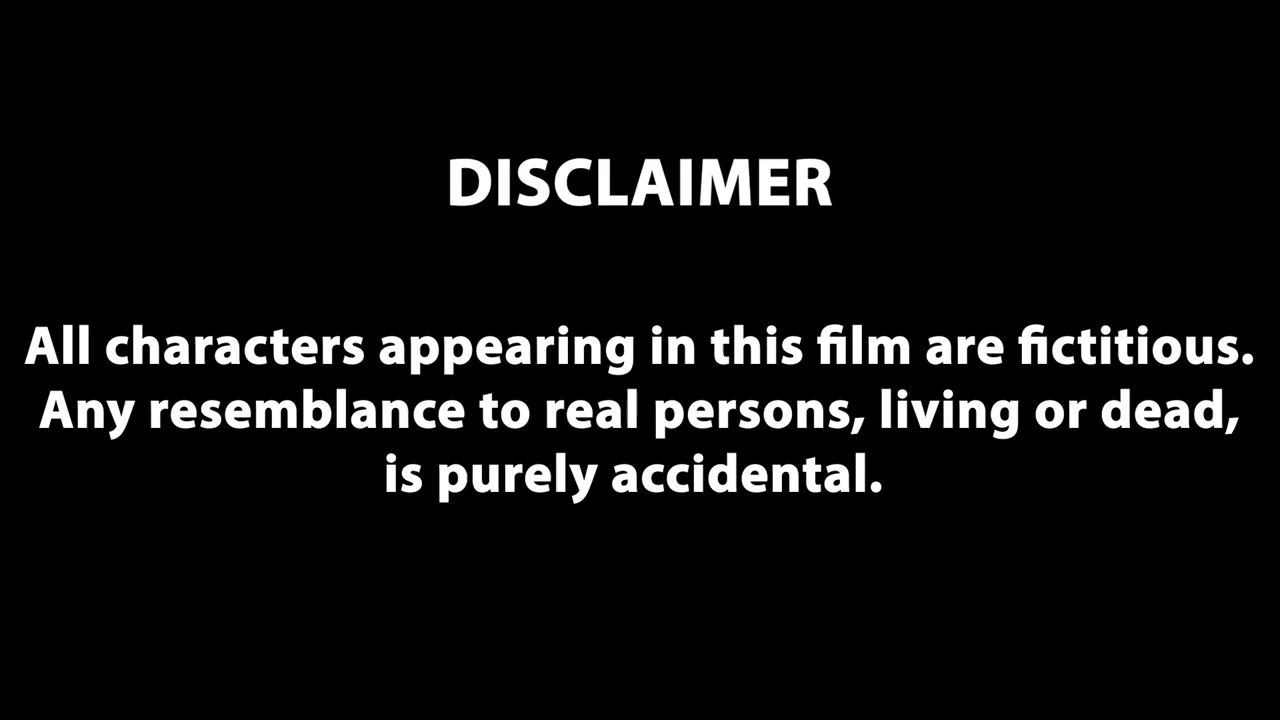 DISCLAIMER
All characters appearing in this film are fictitious.
Any resemblance to real persons, living or dead,
is purely accidental.